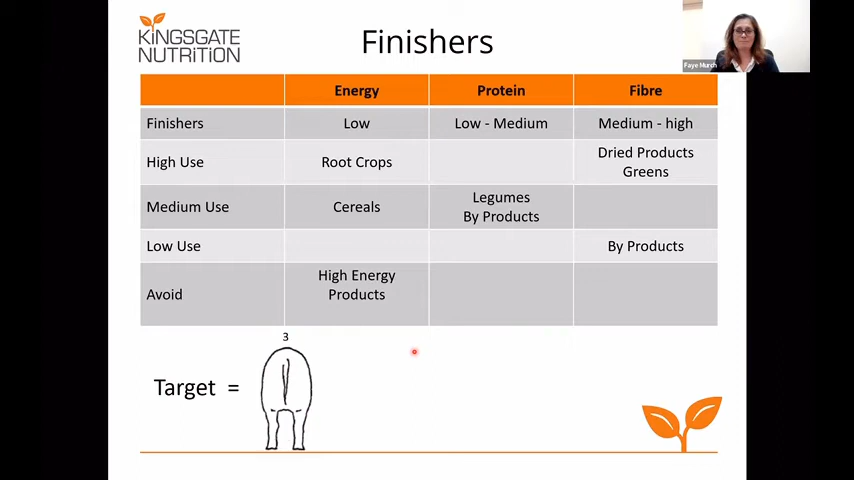 KiNGSGATE
NUTRiTiON
Finishers
Faye Murch
Energy Protein Fibre
Finishers Low Low - Medium Medium - high
High Use Root Crops Dried Products
Greens
Medium Use Cereals Legumes
By Products
Low Use By Products
Avoid High Energy
Products
3
Target =